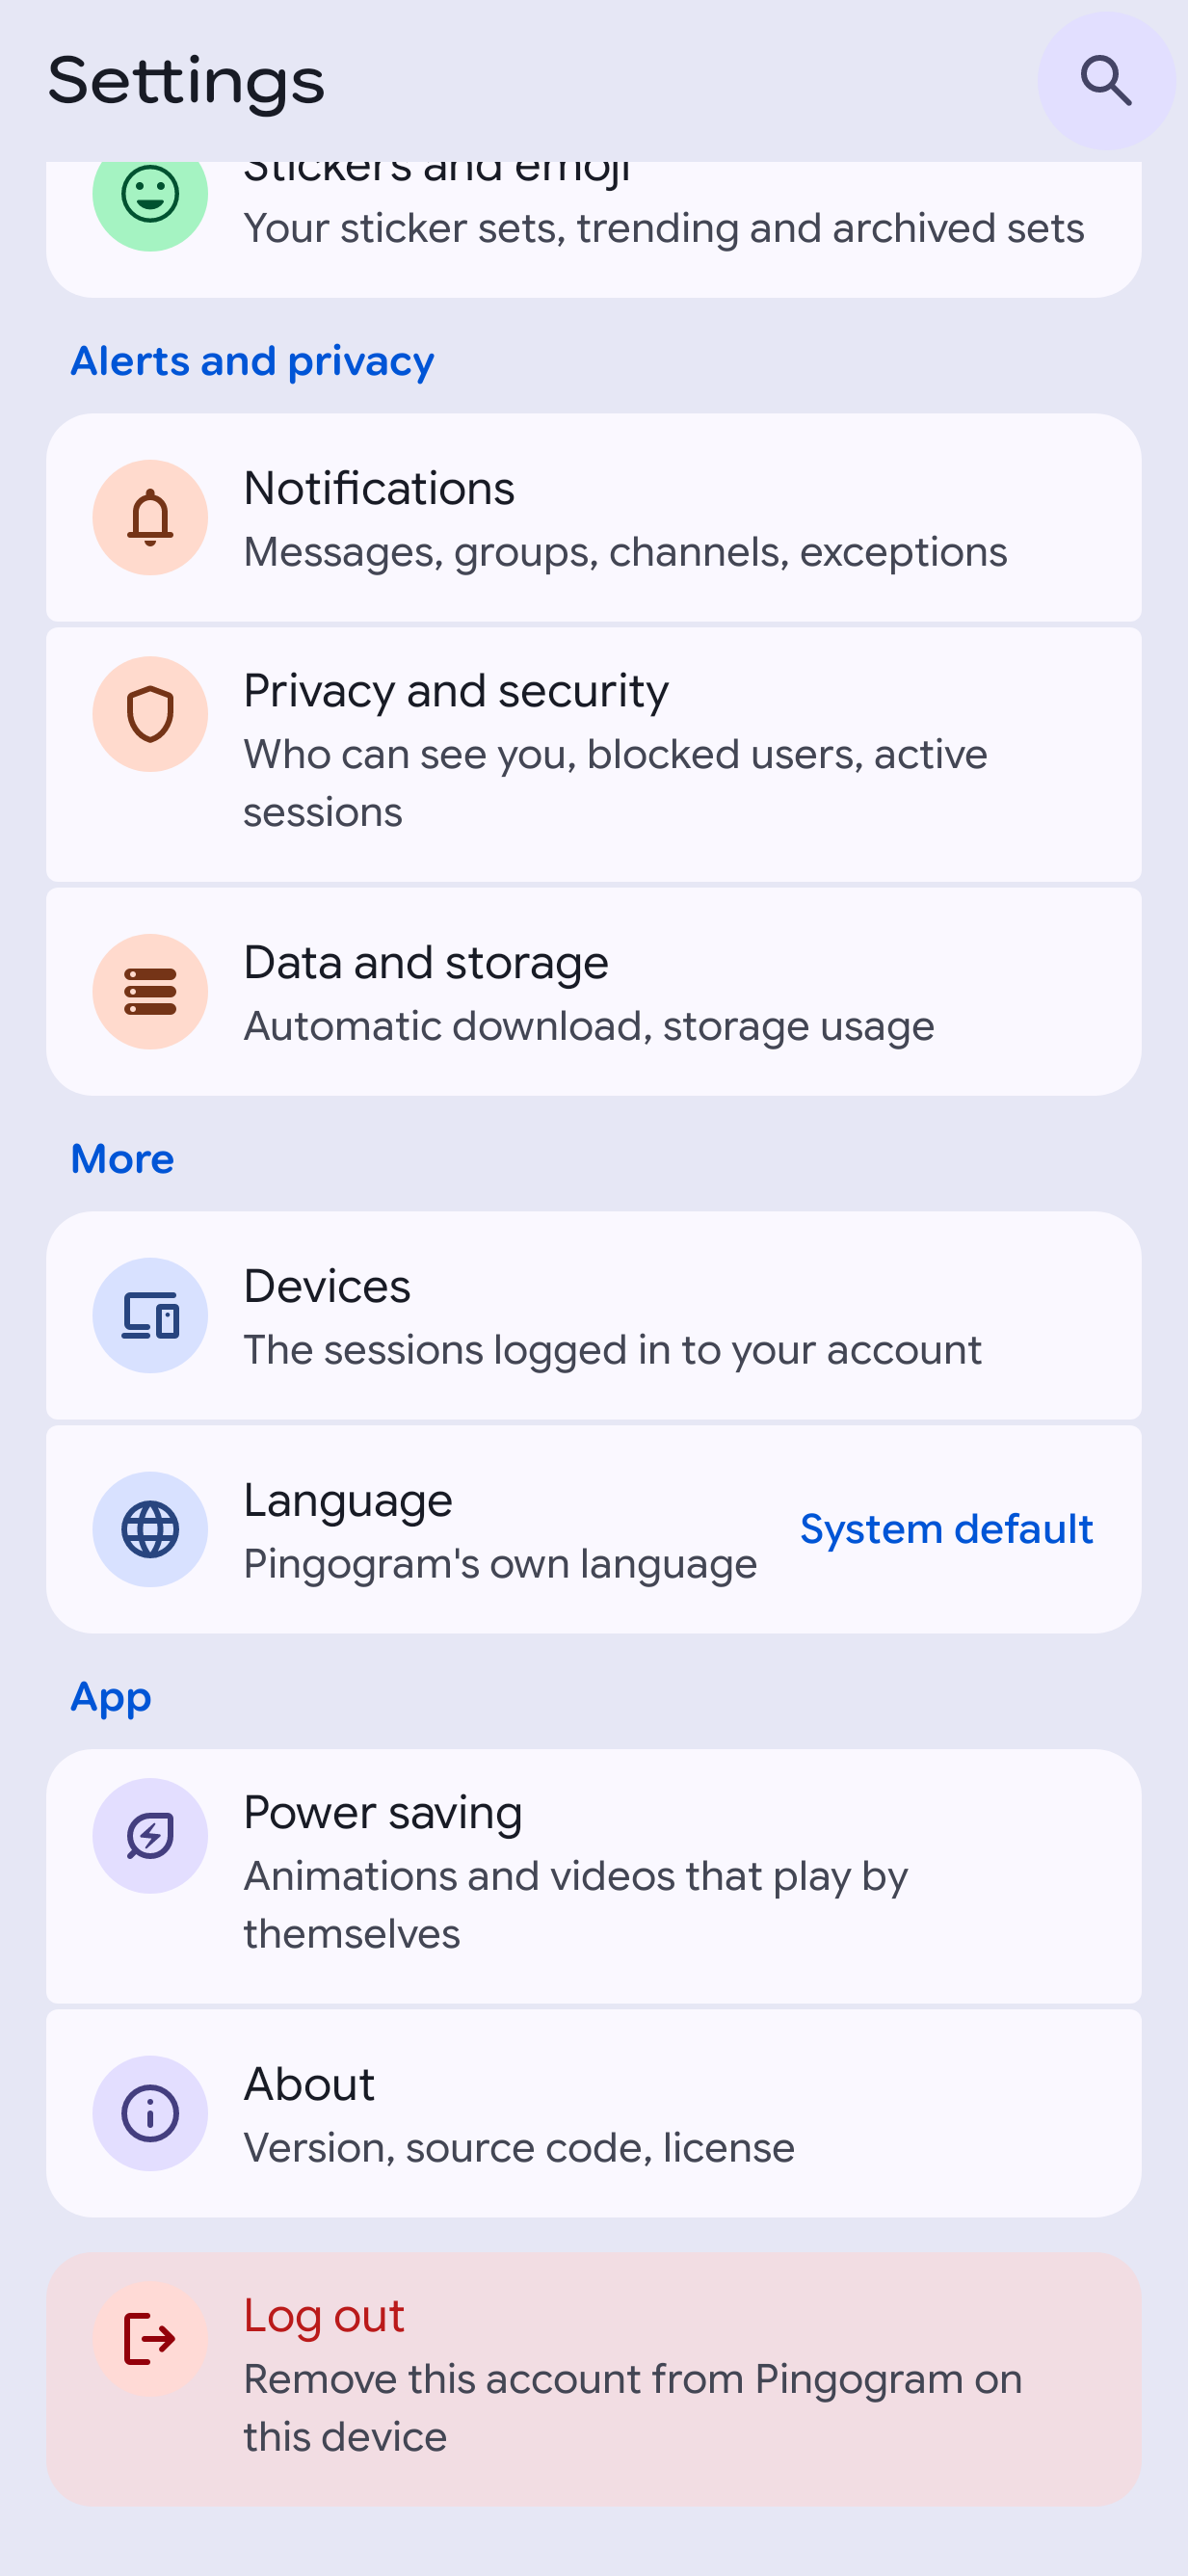 Settings
Stickers and emoji
Your sticker sets, trending and archived sets
Alerts and privacy
Notifications
Messages, groups, channels, exceptions
Privacy and security
Who can see you, blocked users, active
sessions
Data and storage
Automatic download, storage usage
More
Devices
The sessions logged in to your account
Language
Pingogram's own language
System default
App
Power saving
Animations and videos that play by
themselves
About
Version, source code, license
Log out
Remove this account from Pingogram on
this device